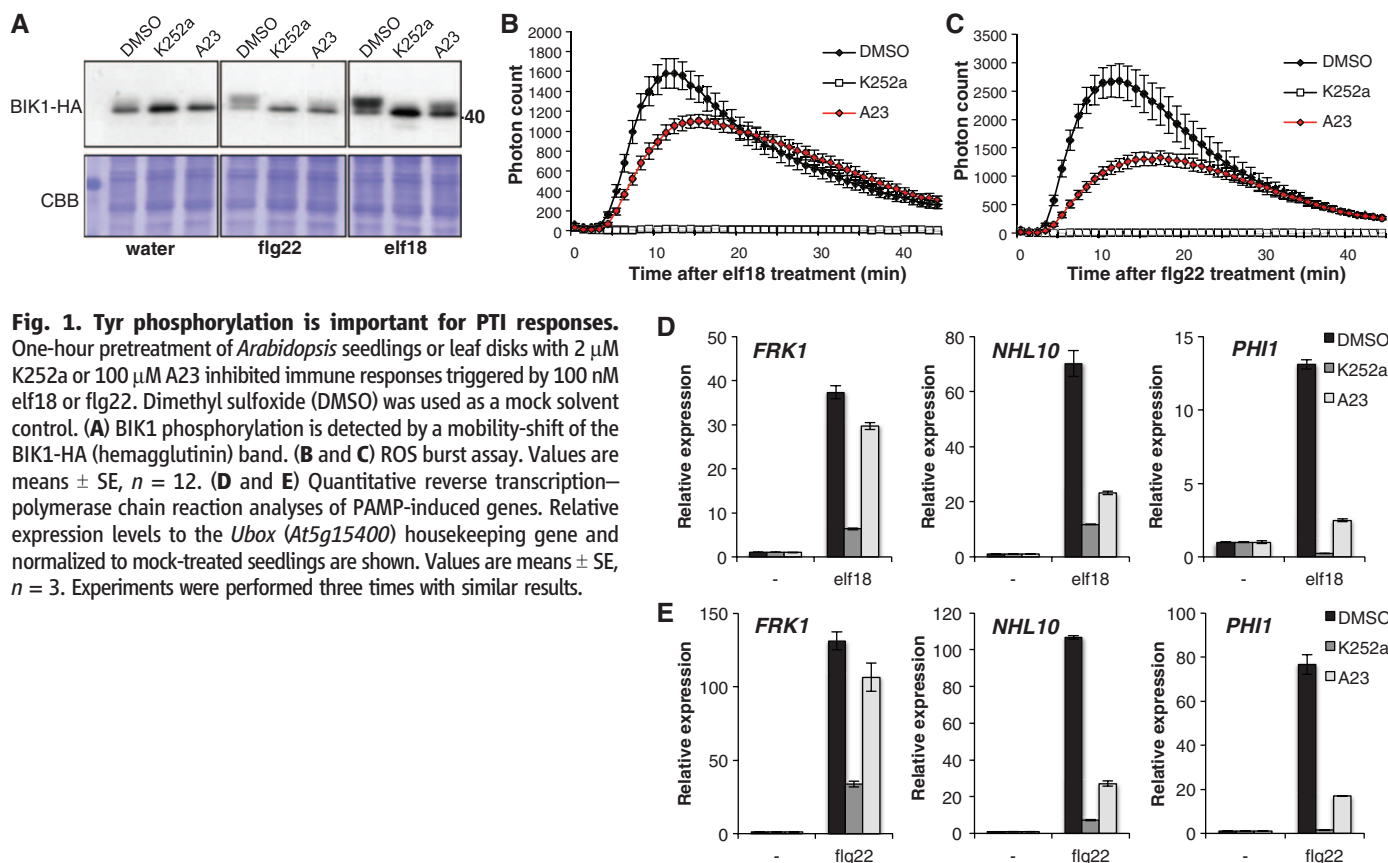 A
DMSO
K252a
A23
DMSO
K252a
A23
DMSO
K252a
A23
BIK1-HA
-40
CBB
water
flg22
elf18
B
2000
1800
1600
1400
1200
1000
800
600
400
200
0
Photon count
DMSO
K252a
A23
0 10 20 30 40
Time after elf18 treatment (min)
C
3500
3000
2500
2000
1500
1000
500
0
Photon count
DMSO
K252a
A23
0 10 20 30 40
Time after flg22 treatment (min)
Fig. 1. Tyr phosphorylation is important for PTI responses.
One-hour pretreatment of Arabidopsis seedlings or leaf disks with 2 μM
K252a or 100 μM A23 inhibited immune responses triggered by 100 nM
elf18 or flg22. Dimethyl sulfoxide (DMSO) was used as a mock solvent
control. (A) BIK1 phosphorylation is detected by a mobility-shift of the
BIK1-HA (hemagglutinin) band. (B and C) ROS burst assay. Values are
means ± SE, n = 12. (D and E) Quantitative reverse transcription–
polymerase chain reaction analyses of PAMP-induced genes. Relative
expression levels to the Ubox (At5g15400) housekeeping gene and
normalized to mock-treated seedlings are shown. Values are means ± SE,
n = 3. Experiments were performed three times with similar results.
D
FRK1
50
40
30
20
10
0
Relative expression
- elf18
NHL10
80
60
40
20
0
Relative expression
- elf18
PHI1
15
10
5
0
Relative expression
- elf18
DMSO
K252a
A23
E
FRK1
150
100
50
0
Relative expression
- flg22
NHL10
120
100
80
60
40
20
0
Relative expression
- flg22
PHI1
100
80
60
40
20
0
Relative expression
- flg22
DMSO
K252a
A23